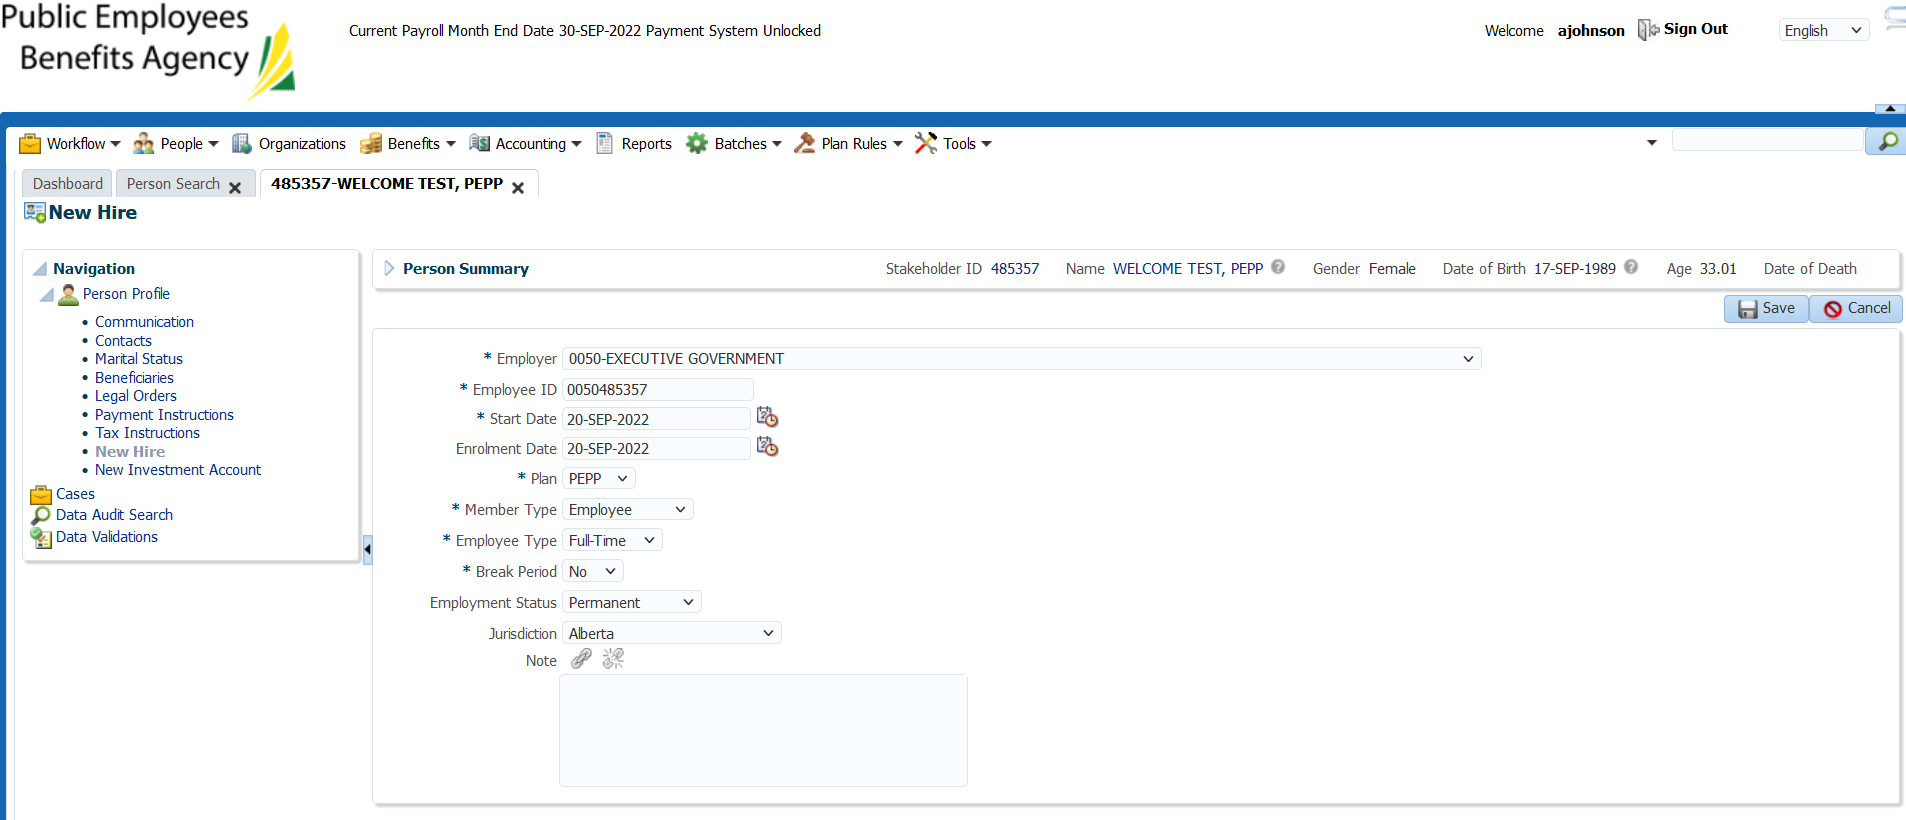 Public Employees
Benefits Agency
Current Payroll Month End Date 30-SEP-2022 Payment System Unlocked
Welcome ajohnson Sign Out English
Workflow People Organizations Benefits Accounting Reports Batches Plan Rules Tools
Dashboard Person Search 485357-WELCOME TEST, PEPP
New Hire
Navigation
Person Profile
Communication
Contacts
Marital Status
Beneficiaries
Legal Orders
Payment Instructions
Tax Instructions
New Hire
New Investment Account
Cases
Data Audit Search
Data Validations
Person Summary Stakeholder ID 485357 Name WELCOME TEST, PEPP Gender Female Date of Birth 17-SEP-1989 Age 33.01 Date of Death
Save Cancel
* Employer 0050-EXECUTIVE GOVERNMENT
* Employee ID 0050485357
* Start Date 20-SEP-2022
Enrolment Date 20-SEP-2022
* Plan PEPP
* Member Type Employee
* Employee Type Full-Time
* Break Period No
Employment Status Permanent
Jurisdiction Alberta
Note